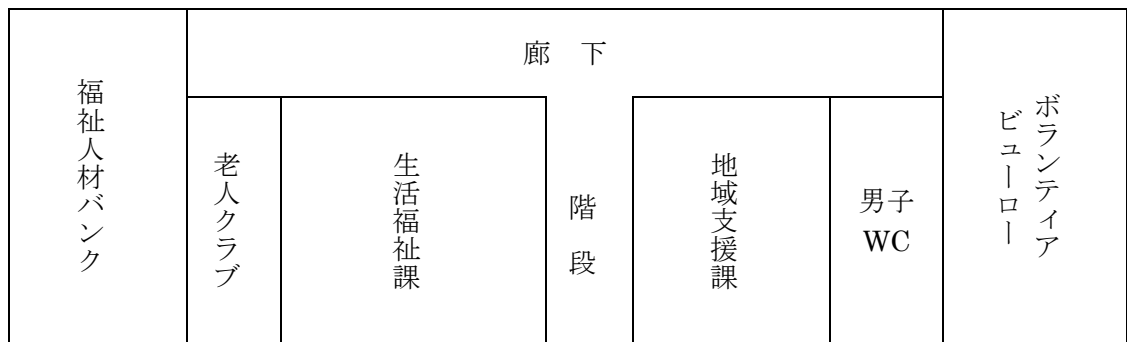 廊　下
福祉人材バンク
老人クラブ
生活福祉課
階
段
地域支援課
男子
WC
ボランティア
ビューロー